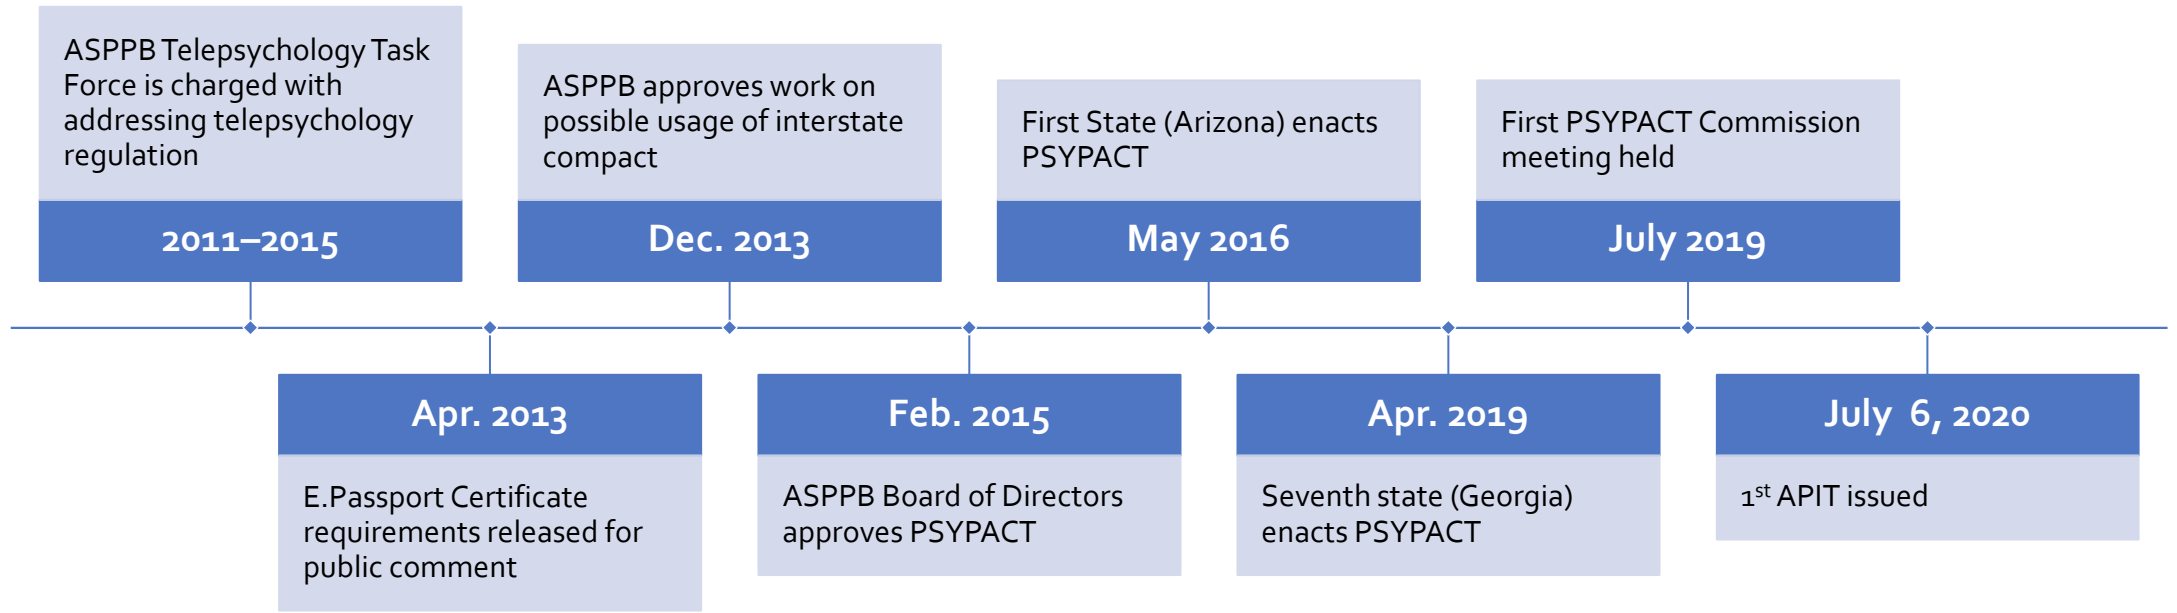 ASPPB Telepsychology Task
Force is charged with
addressing telepsychology
regulation
2011–2015
Apr. 2013
E.Passport Certificate
requirements released for
public comment
ASPPB approves work on
possible usage of interstate
compact
Dec. 2013
Feb. 2015
ASPPB Board of Directors
approves PSYPACT
First State (Arizona) enacts
PSYPACT
May 2016
Apr. 2019
Seventh state (Georgia)
enacts PSYPACT
First PSYPACT Commission
meeting held
July 2019
July  6, 2020
1st APIT issued